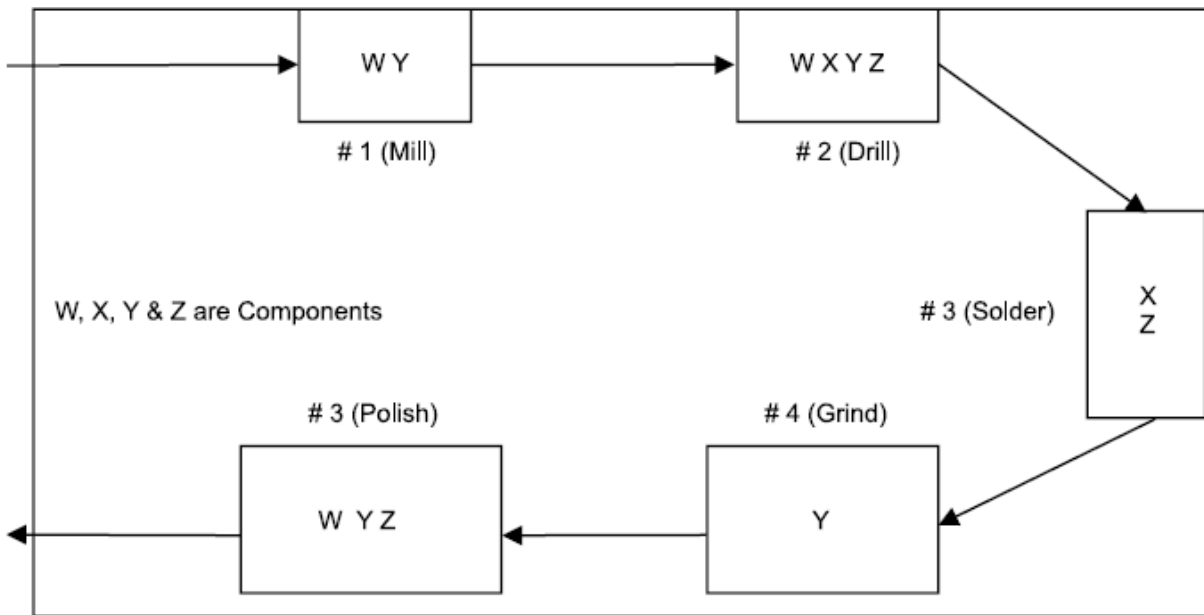 W Y
W X Y Z
# 1 (Mill)
# 2 (Drill)
W, X, Y & Z are Components
# 3 (Solder)
X
Z
# 3 (Polish)
# 4 (Grind)
W Y Z
Y